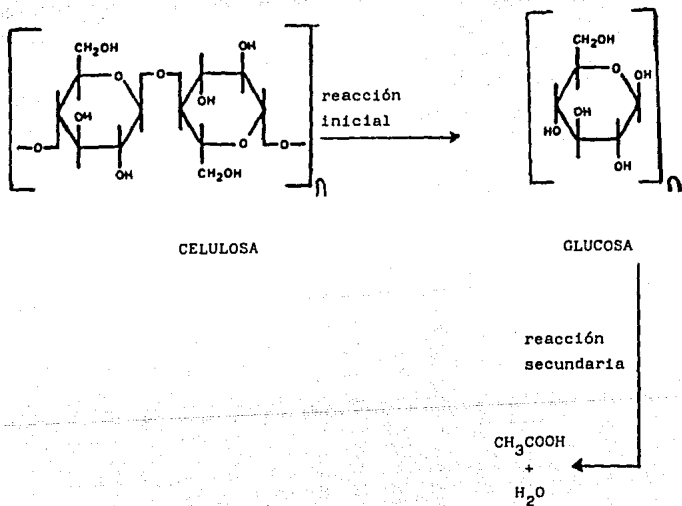 CH₂OH
O
O
OH
OH
O
OH
OH
OH
CH₂OH
O
O
n
CELULOSA
reacción
inicial
CH₂OH
O
OH
OH
HO
OH
n
GLUCOSA
reacción
secundaria
CH₃COOH
+
H₂O